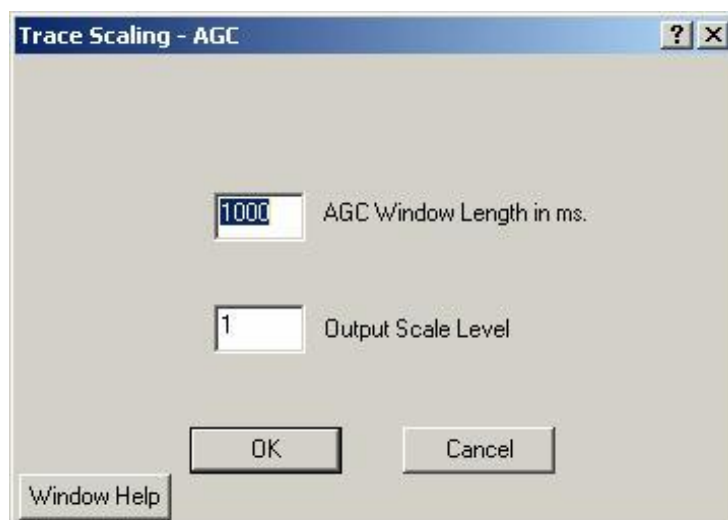 Trace Scaling - AGC
1000 AGC Window Length in ms.
1 Output Scale Level
OK Cancel
Window Help